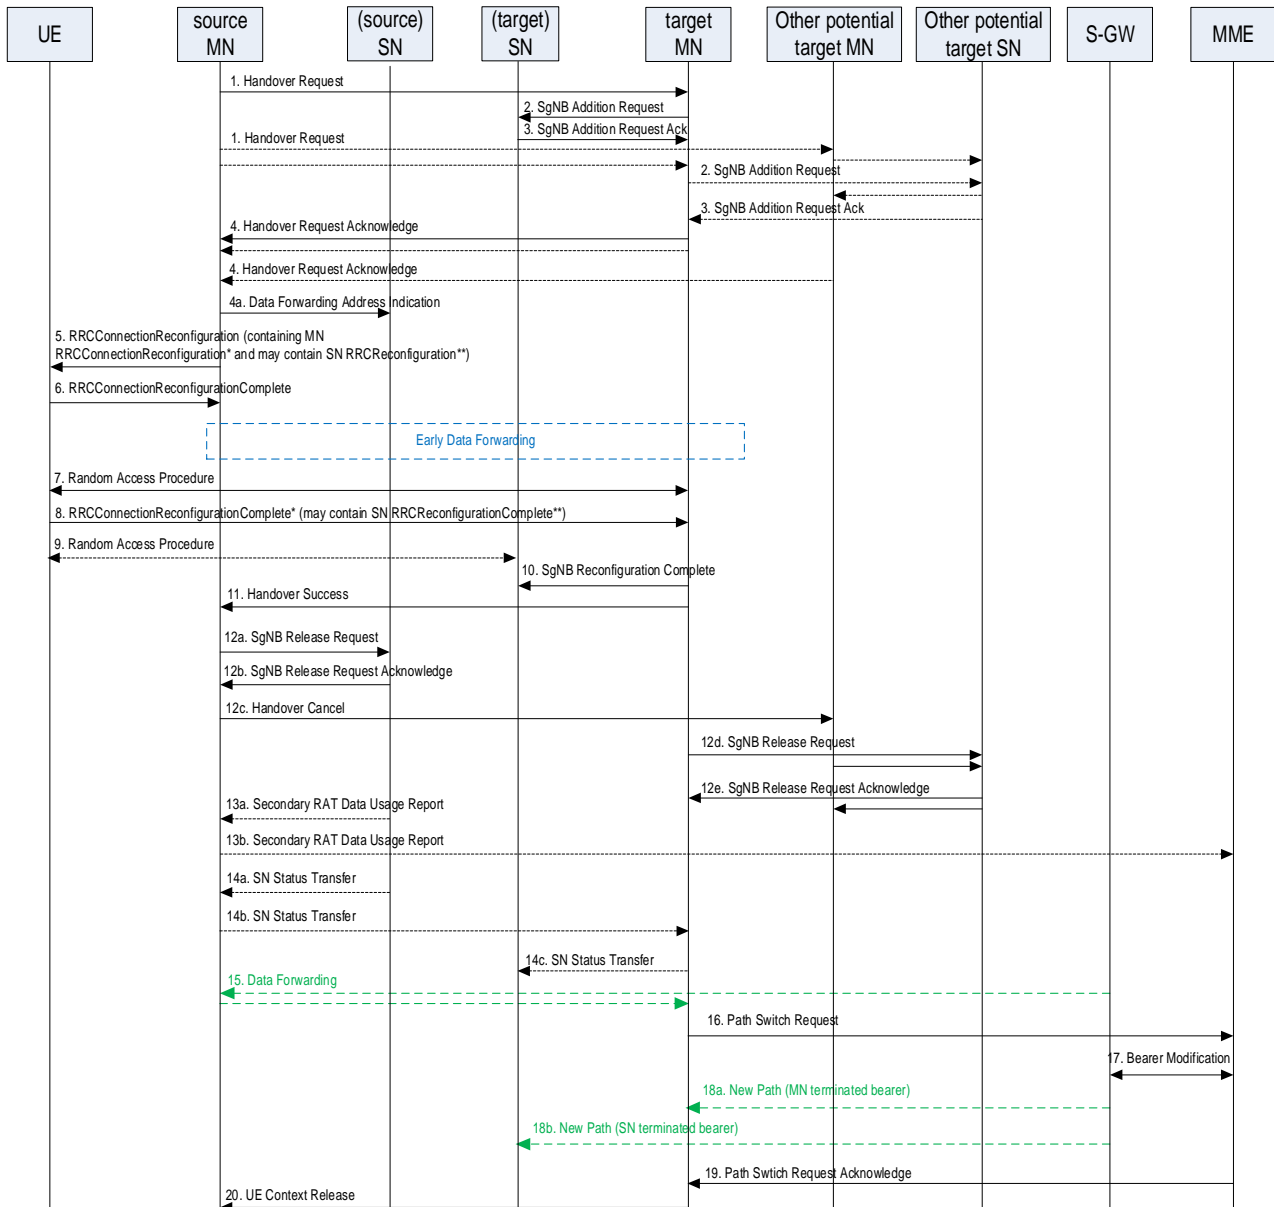 UE
source
MN
(source)
SN
(target)
SN
target
MN
Other potential
target MN
Other potential
target SN
S-GW
MME
1. Handover Request
2. SgNB Addition Request
3. SgNB Addition Request Ack
1. Handover Request
2. SgNB Addition Request
3. SgNB Addition Request Ack
4. Handover Request Acknowledge
4. Handover Request Acknowledge
4a. Data Forwarding Address Indication
5. RRCConnectionReconfiguration (containing MN
RRCConnectionReconfiguration* and may contain SN RRCReconfiguration**)
6. RRCConnectionReconfigurationComplete
Early Data Forwarding
7. Random Access Procedure
8. RRCConnectionReconfigurationComplete* (may contain SN RRCReconfigurationComplete**)
9. Random Access Procedure
10. SgNB Reconfiguration Complete
11. Handover Success
12a. SgNB Release Request
12b. SgNB Release Request Acknowledge
12c. Handover Cancel
12d. SgNB Release Request
12e. SgNB Release Request Acknowledge
13a. Secondary RAT Data Usage Report
13b. Secondary RAT Data Usage Report
14a. SN Status Transfer
14b. SN Status Transfer
14c. SN Status Transfer
15. Data Forwarding
16. Path Switch Request
17. Bearer Modification
18a. New Path (MN terminated bearer)
18b. New Path (SN terminated bearer)
19. Path Swtich Request Acknowledge
20. UE Context Release